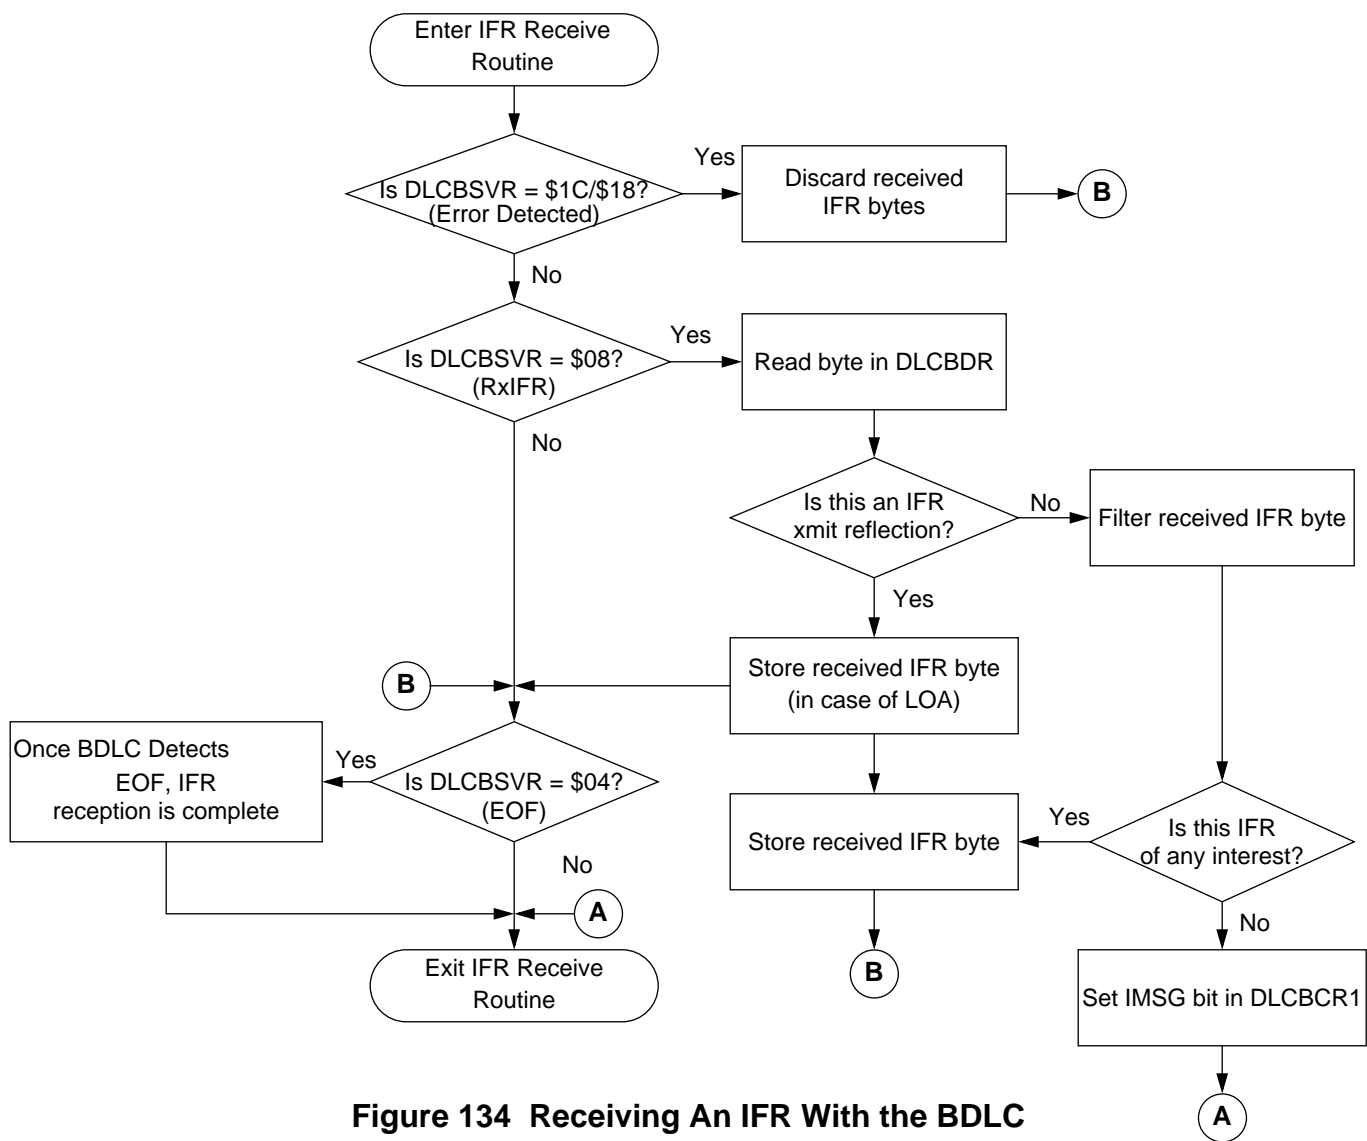 Enter IFR Receive
Routine
Is DLCBSVR = $1C/$18?
(Error Detected)
Yes
Discard received
IFR bytes
B
No
Is DLCBSVR = $08?
(RxIFR)
Yes
Read byte in DLCBDR
No
Is this an IFR
xmit reflection?
No
Filter received IFR byte
Yes
Store received IFR byte
(in case of LOA)
B
Once BDLC Detects
EOF, IFR
reception is complete
Yes
Is DLCBSVR = $04?
(EOF)
Store received IFR byte
Yes
Is this IFR
of any interest?
No
A
No
Exit IFR Receive
Routine
B
Set IMSG bit in DLCBCR1
A
Figure 134 Receiving An IFR With the BDLC